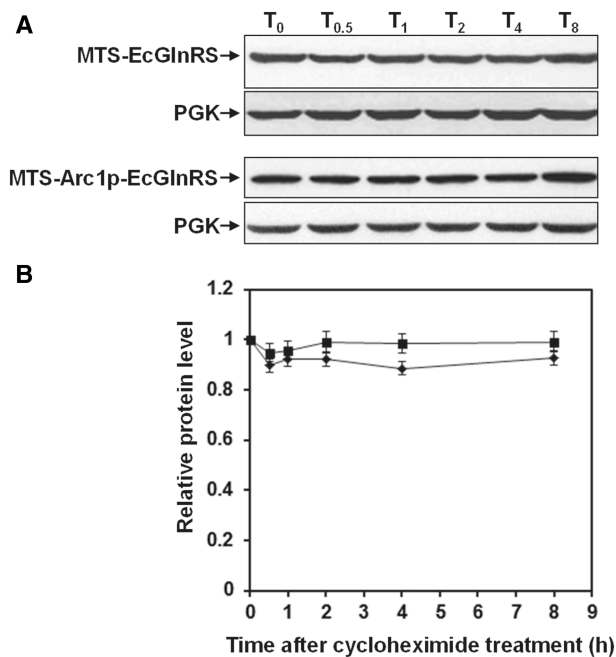 A
T0 T0.5 T1 T2 T4 T8
MTS-EcGlnRS
PGK
MTS-Arc1p-EcGlnRS
PGK
B
Relative protein level
1.2
1
0.8
0.6
0.4
0.2
0
0 1 2 3 4 5 6 7 8 9
Time after cycloheximide treatment (h)